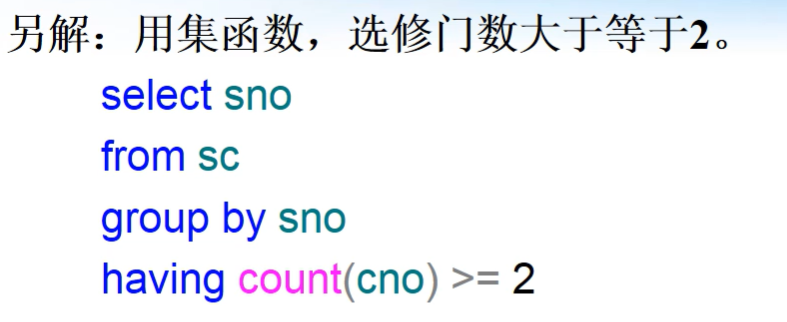 另解：用集函数，选修门数大于等于2。
select sno
from sc
group by sno
having count(cno) >= 2